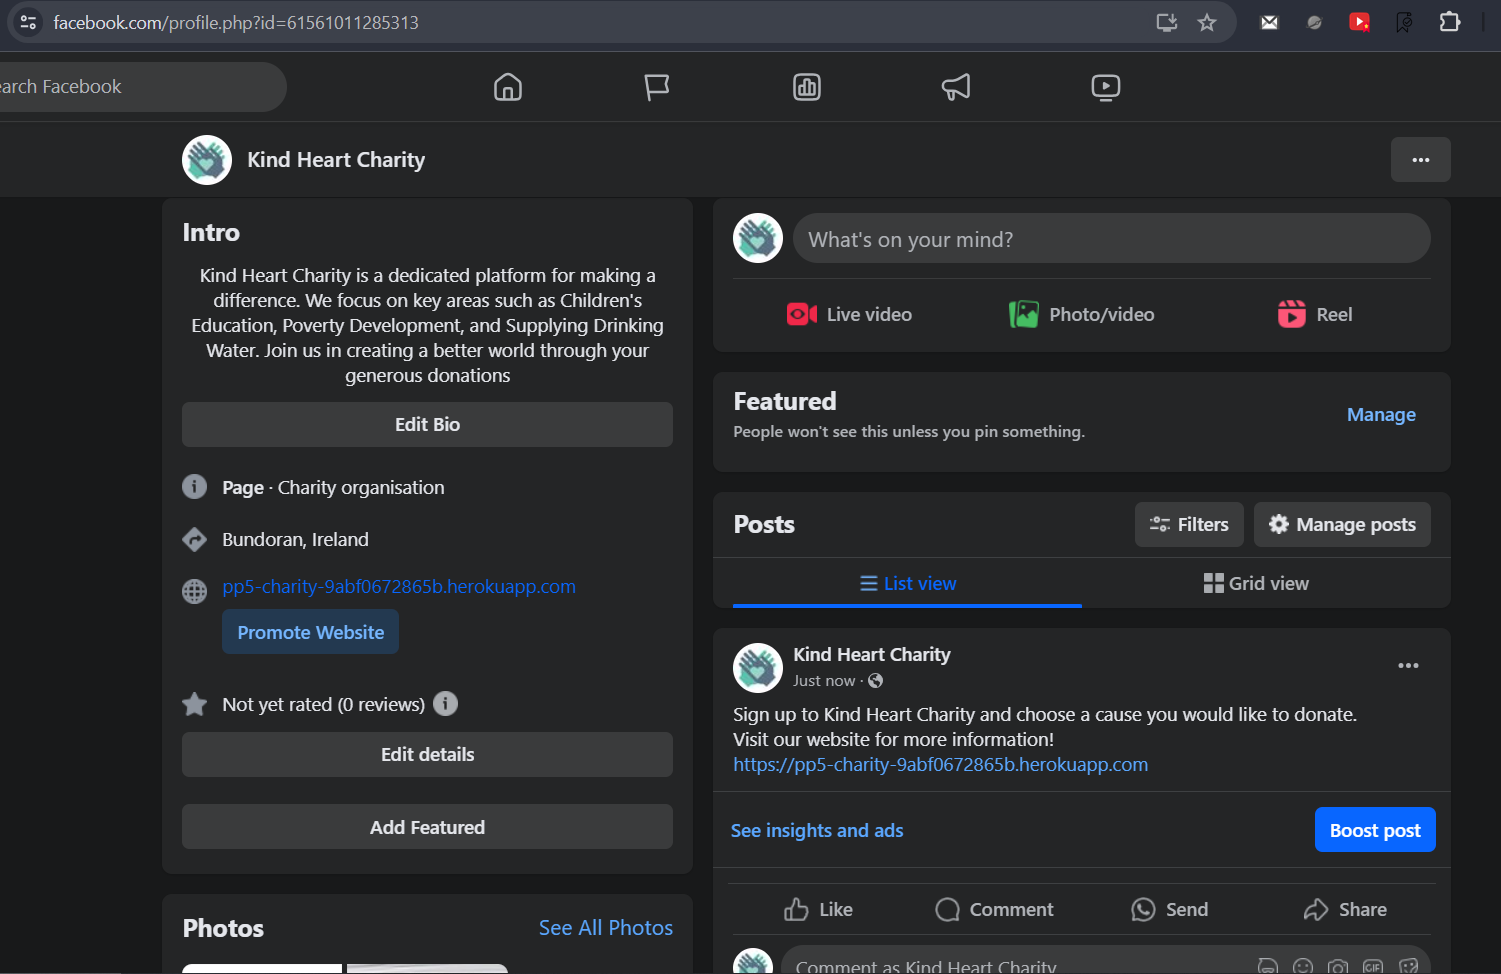 facebook.com/profile.php?id=61561011285313
earch Facebook
Kind Heart Charity
Intro
Kind Heart Charity is a dedicated platform for making a
difference. We focus on key areas such as Children's
Education, Poverty Development, and Supplying Drinking
Water. Join us in creating a better world through your
generous donations
Edit Bio
Page · Charity organisation
Bundoran, Ireland
pp5-charity-9abf0672865b.herokuapp.com
Promote Website
Not yet rated (0 reviews)
Edit details
Add Featured
Photos
See All Photos
What's on your mind?
Live video
Photo/video
Reel
Featured
People won't see this unless you pin something.
Manage
Posts
Filters
Manage posts
List view
Grid view
Kind Heart Charity
Just now ·
Sign up to Kind Heart Charity and choose a cause you would like to donate.
Visit our website for more information!
https://pp5-charity-9abf0672865b.herokuapp.com
See insights and ads
Boost post
Like
Comment
Send
Share
Comment as Kind Heart Charity
GIF